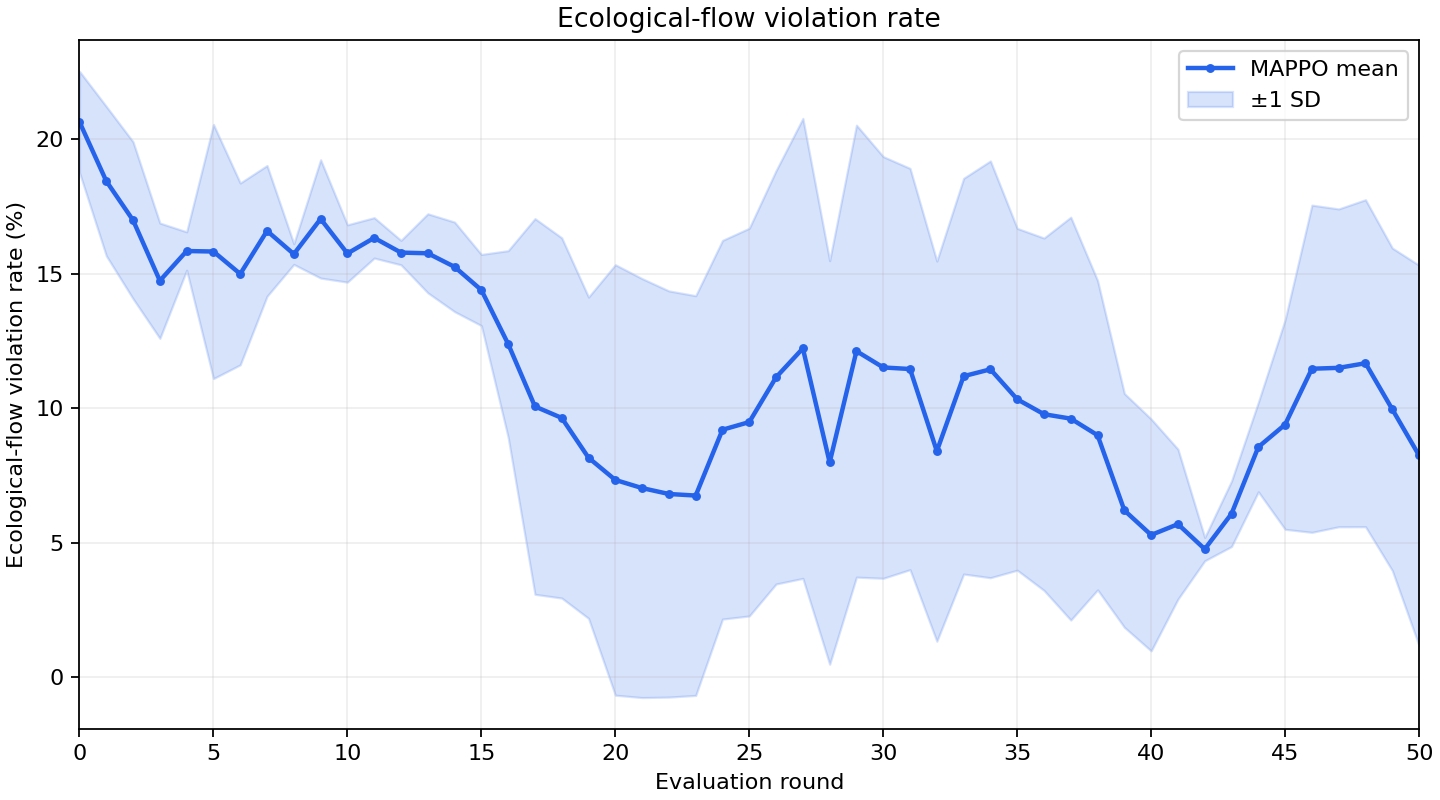 Ecological-flow violation rate
MAPPO mean
±1 SD
Ecological-flow violation rate (%)
20
15
10
5
0
0 5 10 15 20 25 30 35 40 45 50
Evaluation round